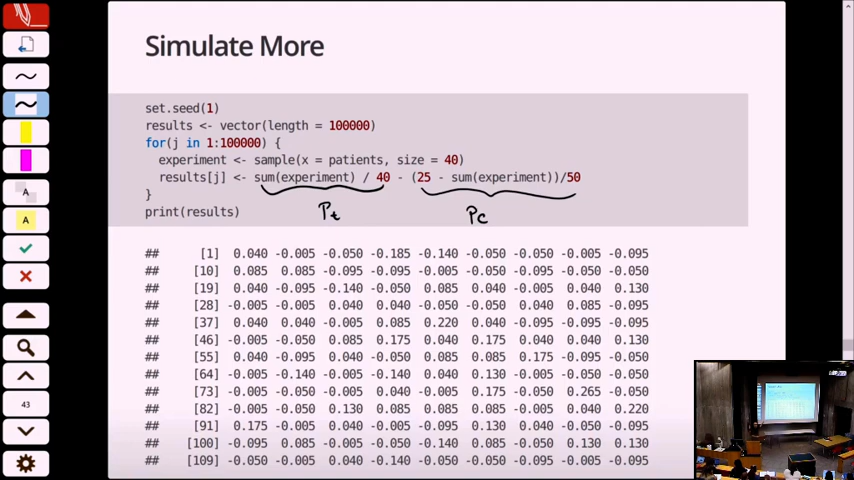 Simulate More
set.seed(1)
results <- vector(length = 100000)
for(j in 1:100000) {
experiment <- sample(x = patients, size = 40)
results[j] <- sum(experiment) / 40 - (25 - sum(experiment))/50
}
Pt Pc
print(results)
## [1] 0.040 -0.005 -0.050 -0.185 -0.140 -0.050 -0.050 -0.005 -0.095
## [10] 0.085 0.085 -0.095 -0.095 -0.005 -0.050 -0.095 -0.050 -0.050
## [19] 0.040 -0.095 -0.140 -0.050 0.085 0.040 -0.005 0.040 0.130
## [28] -0.005 -0.005 0.040 0.040 -0.050 -0.050 0.040 0.085 -0.095
## [37] 0.040 0.040 -0.005 0.085 0.220 0.040 -0.095 -0.095 -0.005
## [46] -0.005 -0.050 0.085 0.175 0.040 0.175 0.040 0.040 0.130
## [55] 0.040 -0.095 0.040 -0.050 0.085 0.085 0.175 -0.095 -0.050
## [64] -0.005 -0.140 -0.005 -0.140 0.040 0.130 -0.050 -0.005 -0.095
## [73] -0.005 -0.050 -0.005 0.040 -0.005 0.175 -0.050 0.265 -0.050
## [82] -0.005 -0.050 0.130 0.085 0.085 0.085 -0.005 0.040 0.220
## [91] 0.175 -0.005 0.040 -0.005 -0.095 0.130 0.040 -0.050 -0.095
## [100] -0.095 0.085 -0.005 -0.050 -0.140 0.085 -0.050 0.130 0.130
## [109] -0.050 -0.005 0.040 -0.140 -0.050 -0.050 -0.095 -0.005 -0.095
A
A
43